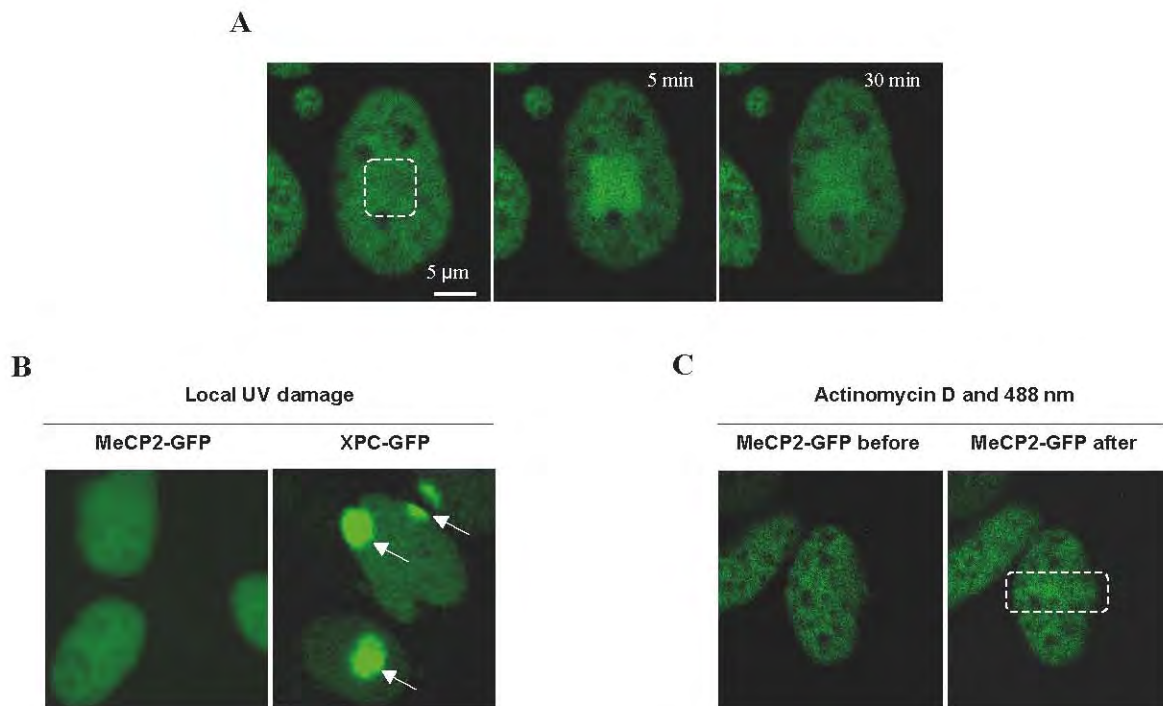 A
5 min
30 min
5 µm
B
Local UV damage
MeCP2-GFP
XPC-GFP
C
Actinomycin D and 488 nm
MeCP2-GFP before
MeCP2-GFP after